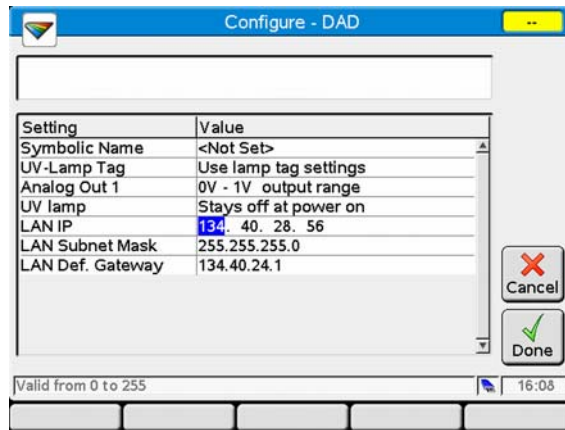 Configure - DAD
--
Setting Value
Symbolic Name <Not Set>
UV-Lamp Tag Use lamp tag settings
Analog Out 1 0V - 1V output range
UV lamp Stays off at power on
LAN IP 134. 40. 28. 56
LAN Subnet Mask 255.255.255.0
LAN Def. Gateway 134.40.24.1
Cancel
Done
Valid from 0 to 255 16:08